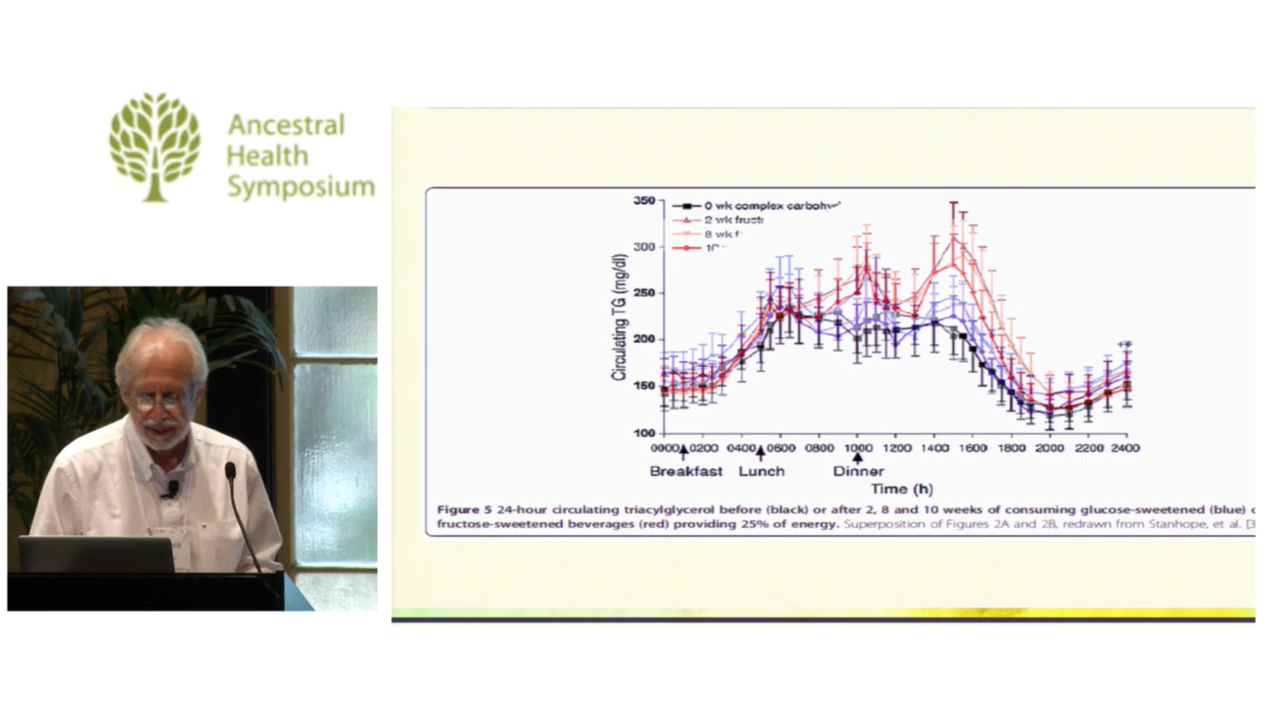 Ancestral
Health
Symposium
350
300
250
200
150
100
Circulating TG (mg/dl)
0 wk complex
2 wk
8 wk
0000 0200 0400 0600 0800 1000 1200 1400 1600 1800 2000 2200 2400
Breakfast Lunch Dinner
Time (h)
**
Figure 5 24-hour circulating triacylglycerol before (black) or after 2, 8 and 10 weeks of consuming glucose-sweetened (blue)
fructose-sweetened beverages (red) providing 25% of energy. Superposition of Figures 2A and 2B, redrawn from Stanhope, et al. [3